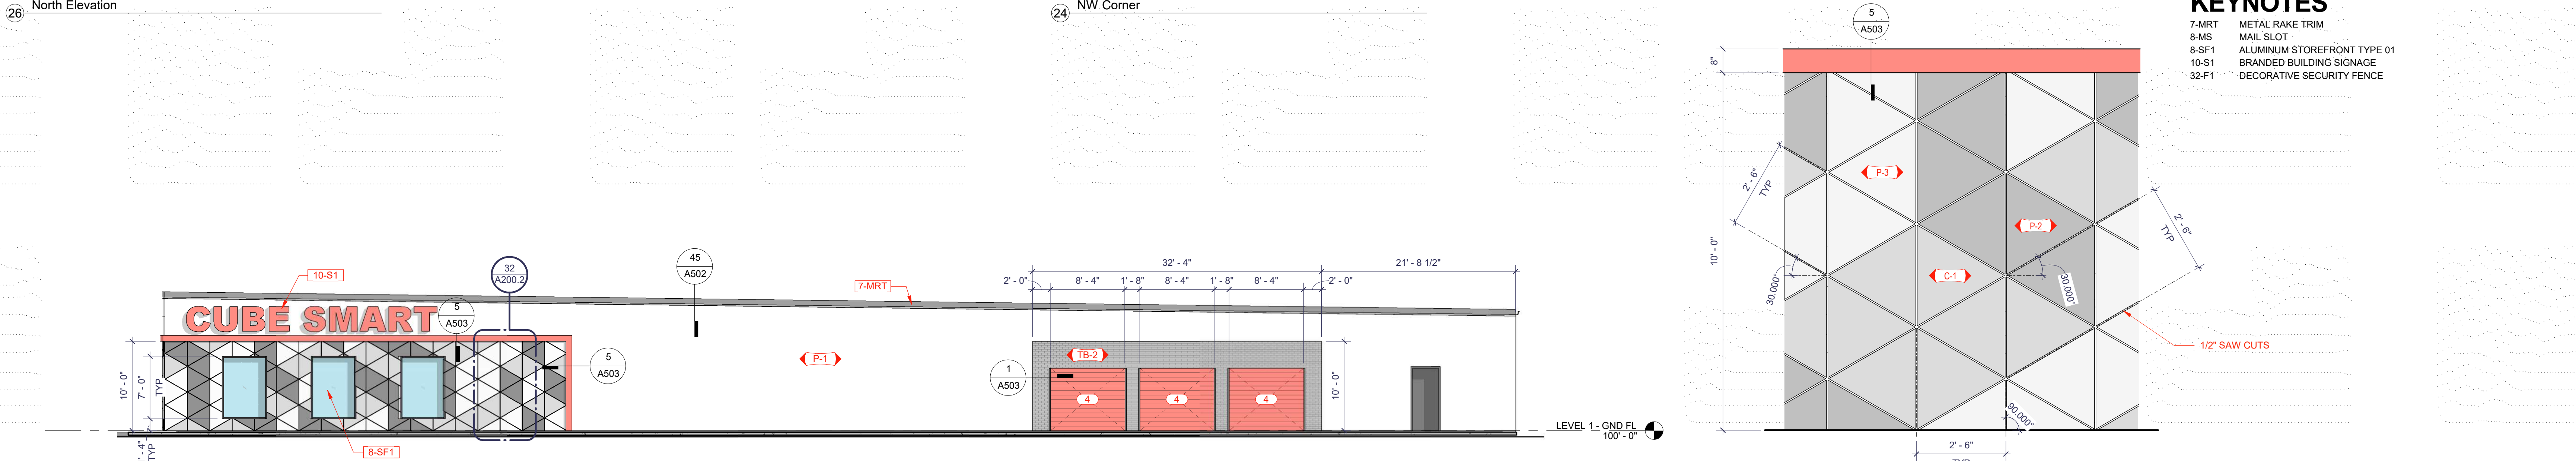 26 North Elevation
24 NW Corner
5
A503
KEYNOTES
7-MRT METAL RAKE TRIM
8-MS MAIL SLOT
8-SF1 ALUMINUM STOREFRONT TYPE 01
10-S1 BRANDED BUILDING SIGNAGE
32-F1 DECORATIVE SECURITY FENCE
10-S1
32
A200.2
45
A502
7-MRT
32' - 4"
21' - 8 1/2"
2' - 0"
8' - 4"
1' - 8"
8' - 4"
1' - 8"
8' - 4"
2' - 0"
CUBE SMART
5
A503
5
A503
P-1
1
A503
TB-2
4
4
4
10' - 0"
10' - 0"
7' - 0"
TYP
' - 4"
TYP
8-SF1
LEVEL 1 - GND FL
100' - 0"
8"
10' - 0"
2' - 6"
TYP
30.000°
P-3
P-2
C-1
30.000°
2' - 6"
TYP
1/2" SAW CUTS
90.000°
2' - 6"
TYP